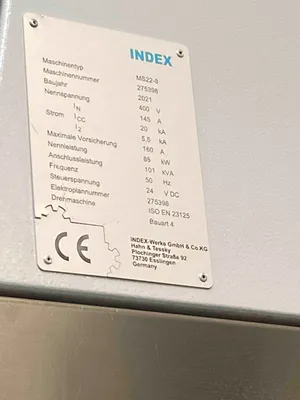 INDEX
Maschinentyp MS22-8
Maschinennummer 275398
Baujahr 2021
Nennspannung 400 V
IN 145 A
Strom ICC 20 kA
I2 5,5 kA
Maximale Vorsicherung 160 A
Nennleistung 85 kW
Anschlussleistung 101 KVA
Frequenz 50 Hz
Steuerspannung 24 V DC
Elektroplannummer 275398
Drehmaschine ISO EN 23125
Bauart 4
CE
INDEX-Werke GmbH & Co.KG
Hahn & Tessky
Plochinger Straße 92
73730 Esslingen
Germany